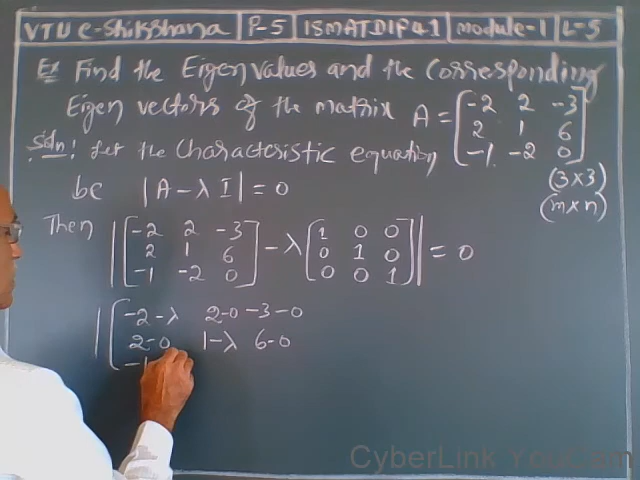 VTU e-Shikshana | P-5 | 18MATDIP41 | module-1 | L-5
Ex Find the Eigen values and the Corresponding
Eigen vectors of the matrix A = [-2 2 -3
2 1 6
-1 -2 0]
Soln! Let the Characteristic equation
(3×3)
be |A - λI| = 0
(m×n)
Then |[-2 2 -3
2 1 6
-1 -2 0] - λ [1 0 0
0 1 0
0 0 1]| = 0
|[-2-λ 2-0 -3-0
2-0 1-λ 6-0
-1
CyberLink YouCam